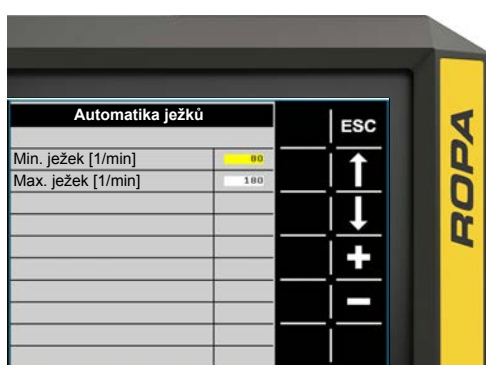 Automatika ježků
ESC
Min. ježek [1/min] 80
Max. ježek [1/min] 180
ROPA